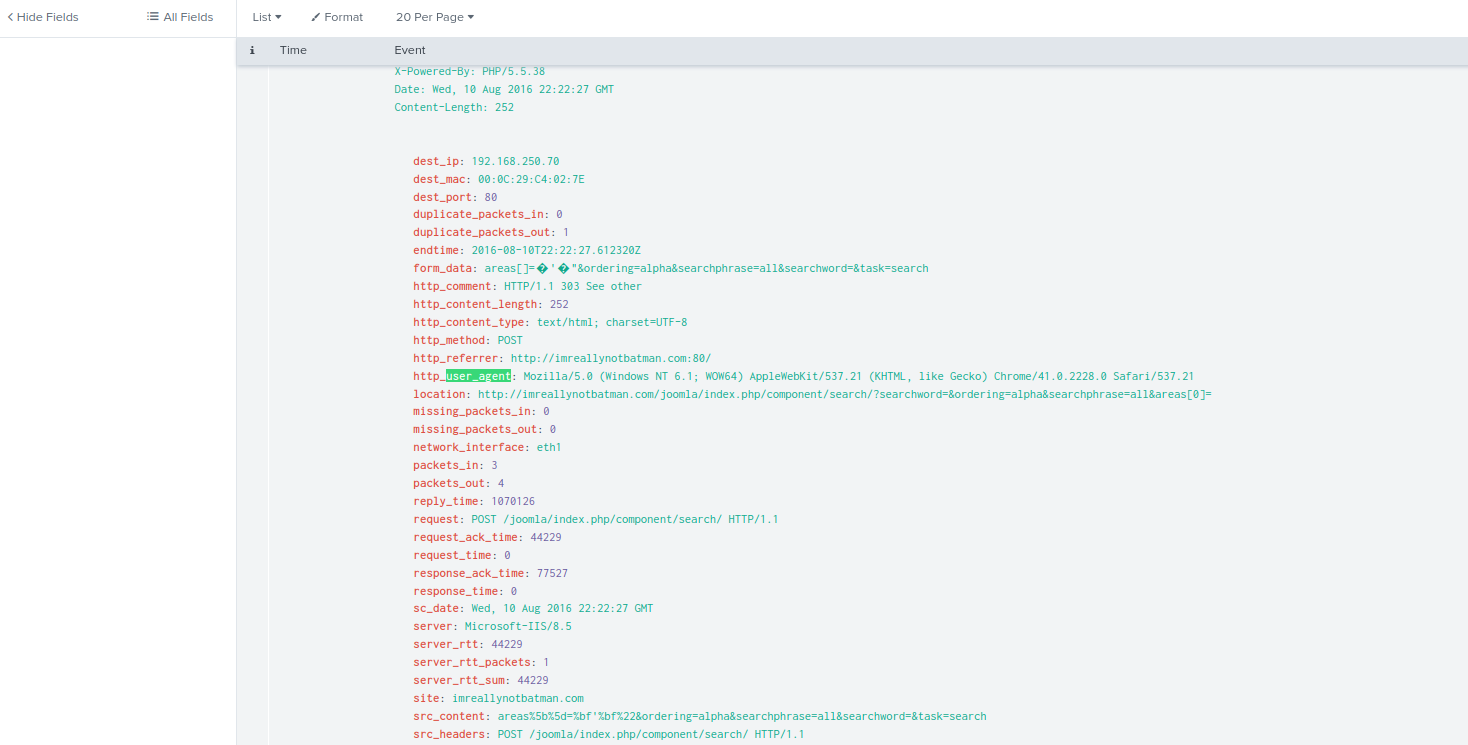 Hide Fields All Fields List Format 20 Per Page
i Time Event
X-Powered-By: PHP/5.5.38
Date: Wed, 10 Aug 2016 22:22:27 GMT
Content-Length: 252
dest_ip: 192.168.250.70
dest_mac: 00:0C:29:C4:02:7E
dest_port: 80
duplicate_packets_in: 0
duplicate_packets_out: 1
endtime: 2016-08-10T22:22:27.612320Z
form_data: areas[]=�'�"&ordering=alpha&searchphrase=all&searchword=&task=search
http_comment: HTTP/1.1 303 See other
http_content_length: 252
http_content_type: text/html; charset=UTF-8
http_method: POST
http_referrer: http://imreallynotbatman.com:80/
http_user_agent: Mozilla/5.0 (Windows NT 6.1; WOW64) AppleWebKit/537.21 (KHTML, like Gecko) Chrome/41.0.2228.0 Safari/537.21
location: http://imreallynotbatman.com/joomla/index.php/component/search/?searchword=&ordering=alpha&searchphrase=all&areas[0]=
missing_packets_in: 0
missing_packets_out: 0
network_interface: eth1
packets_in: 3
packets_out: 4
reply_time: 1070126
request: POST /joomla/index.php/component/search/ HTTP/1.1
request_ack_time: 44229
request_time: 0
response_ack_time: 77527
response_time: 0
sc_date: Wed, 10 Aug 2016 22:22:27 GMT
server: Microsoft-IIS/8.5
server_rtt: 44229
server_rtt_packets: 1
server_rtt_sum: 44229
site: imreallynotbatman.com
src_content: areas%5b%5d=%bf'%bf%22&ordering=alpha&searchphrase=all&searchword=&task=search
src_headers: POST /joomla/index.php/component/search/ HTTP/1.1